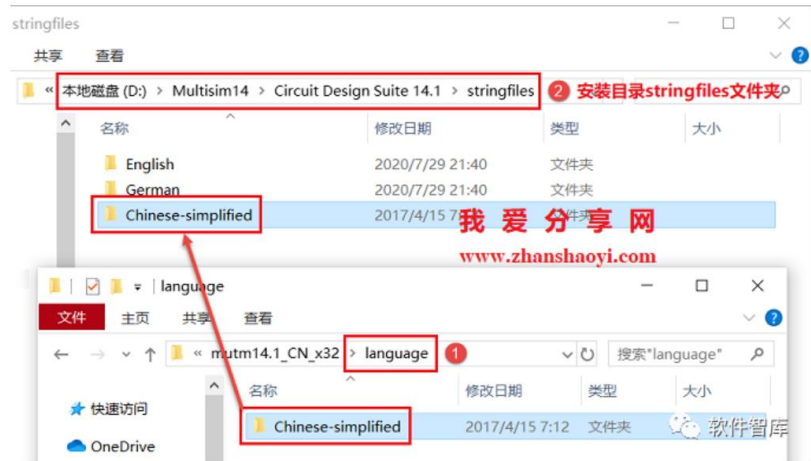 stringfiles
共享 查看
« 本地磁盘 (D:) > Multisim14 > Circuit Design Suite 14.1 > stringfiles 2 安装目录stringfiles文件夹
名称 修改日期 类型 大小
English 2020/7/29 21:40 文件夹
German 2020/7/29 21:40 文件夹
Chinese-simplified 2017/4/15
我爱分享网
www.zhanshaoyi.com
language
文件 主页 共享 查看
« mutm14.1_CN_x32 > language 1 搜索"language"
名称 修改日期 类型 大小
快速访问
Chinese-simplified 2017/4/15 7:12 文件夹
软件智库
OneDrive